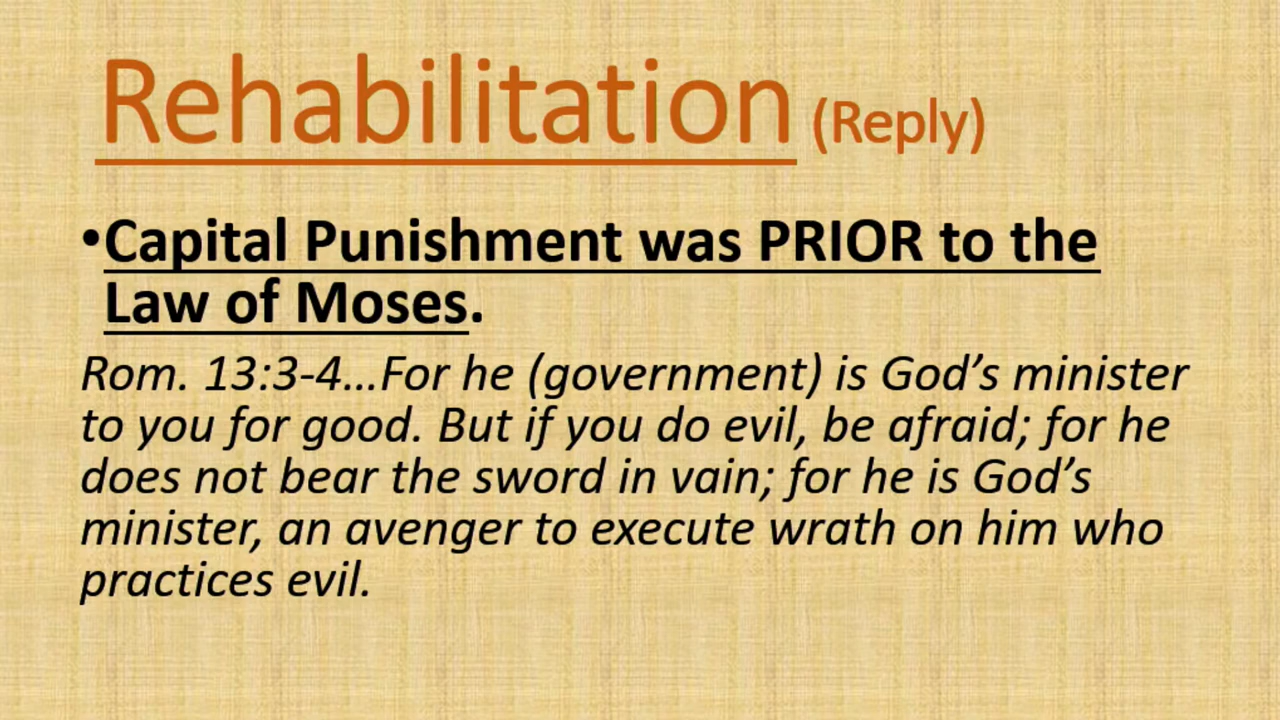 Rehabilitation (Reply)
•Capital Punishment was PRIOR to the
Law of Moses.
Rom. 13:3-4…For he (government) is God’s minister
to you for good. But if you do evil, be afraid; for he
does not bear the sword in vain; for he is God’s
minister, an avenger to execute wrath on him who
practices evil.